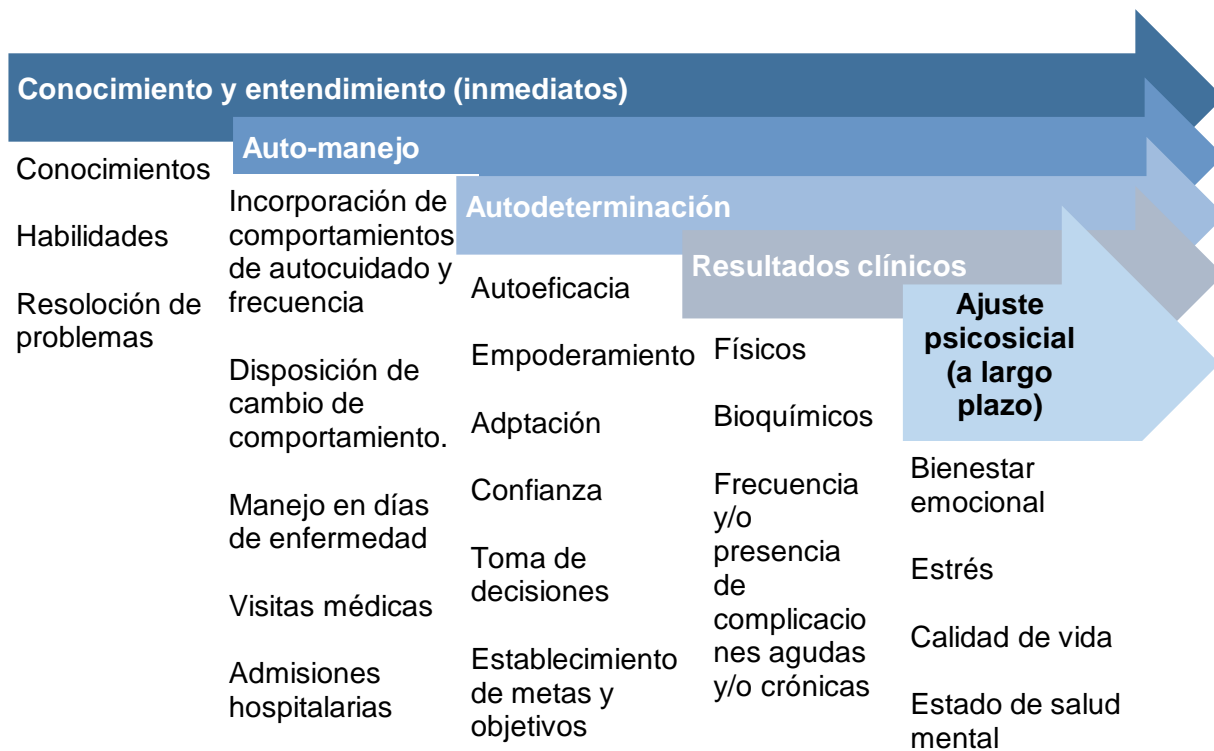 Conocimiento y entendimiento (inmediatos)
Conocimientos
Habilidades
Resoloción de
problemas
Auto-manejo
Incorporación de
comportamientos
de autocuidado y
frecuencia
Disposición de
cambio de
comportamiento.
Manejo en días
de enfermedad
Visitas médicas
Admisiones
hospitalarias
Autodeterminación
Autoeficacia
Empoderamiento
Adptación
Confianza
Toma de
decisiones
Establecimiento
de metas y
objetivos
Resultados clínicos
Físicos
Bioquímicos
Frecuencia
y/o
presencia
de
complicacio
nes agudas
y/o crónicas
Ajuste
psicosicial
(a largo
plazo)
Bienestar
emocional
Estrés
Calidad de vida
Estado de salud
mental